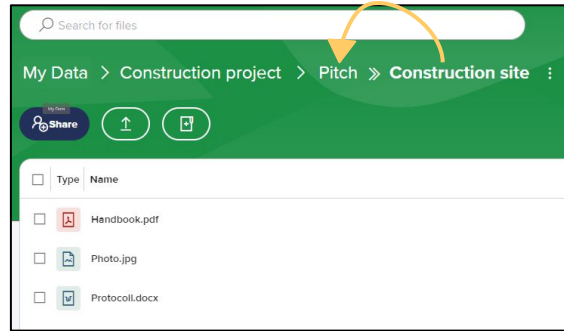 Search for files
My Data > Construction project > Pitch >> Construction site
My Data
Share
Type Name
Handbook.pdf
Photo.jpg
Protocoll.docx